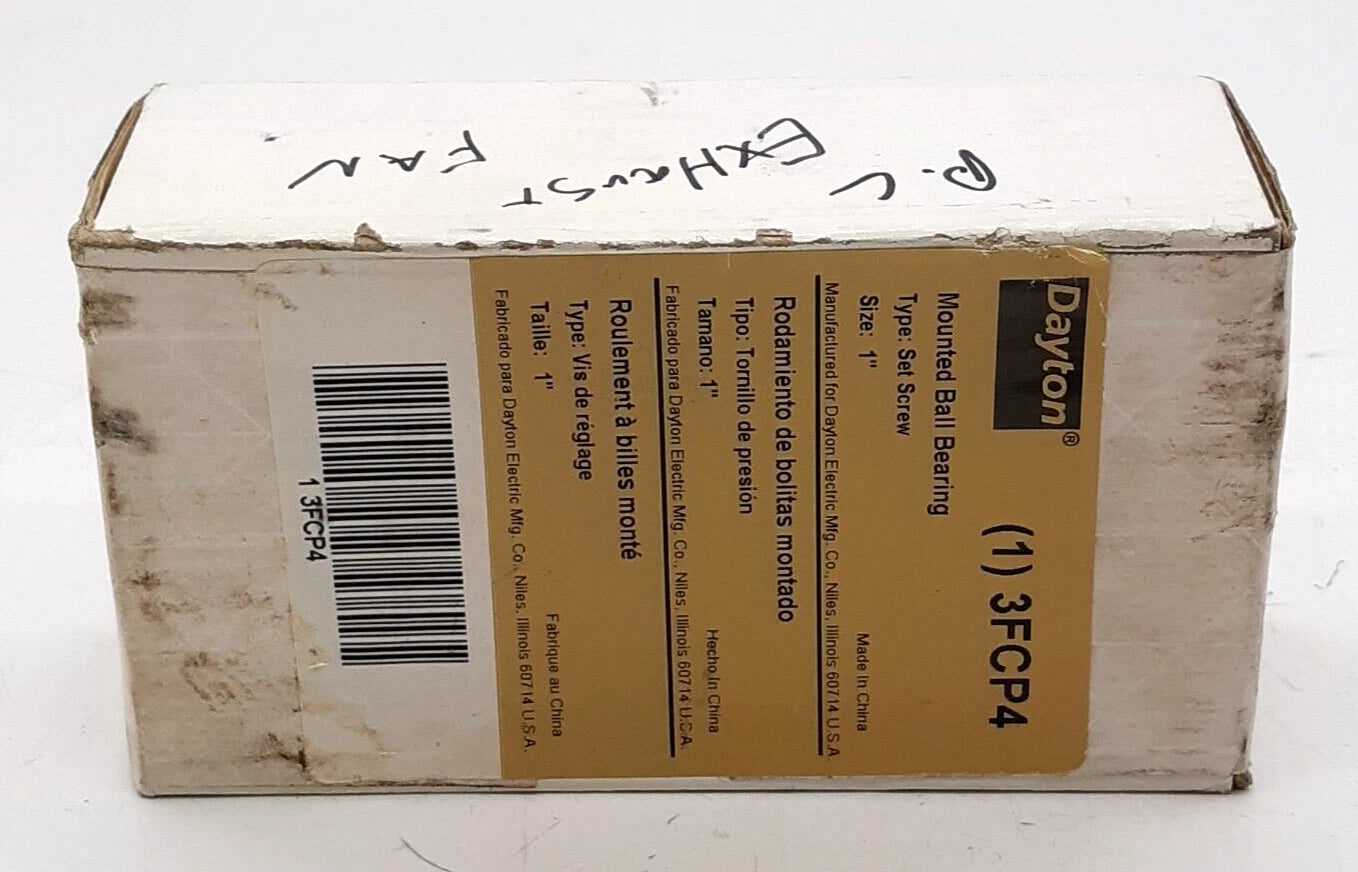 EXHAUST
FAN
Dayton®
(1) 3FCP4
Mounted Ball Bearing
Type: Set Screw
Size: 1" Made In China
Manufactured for Dayton Electric Mfg. Co., Niles, Illinois 60714 U.S.A
Rodamiento de bolitas montado
Tipo: Tornillo de presión
Tamano: 1" Hecho In China
Fabricado para Dayton Electric Mfg. Co., Niles, Illinois 60714 U.S.A.
Roulement à billes monté
Type: Vis de réglage
Taille: 1" Fabrique au China
Fabricado para Dayton Electric Mfg. Co., Niles, Illinois 60714 U.S.A.
1 3FCP4